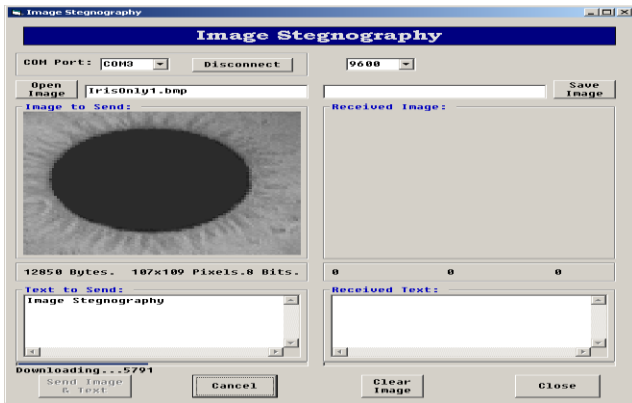 Image Stegnography
Image Stegnography
COM Port: COM3 Disconnect 9600
Open Image IrisOnly1.bmp Save Image
Image to Send: Received Image:
12850 Bytes. 107x109 Pixels.8 Bits. 0 0 0
Text to Send: Received Text:
Image Stegnography
Downloading...5791
Send Image & Text Cancel Clear Image Close